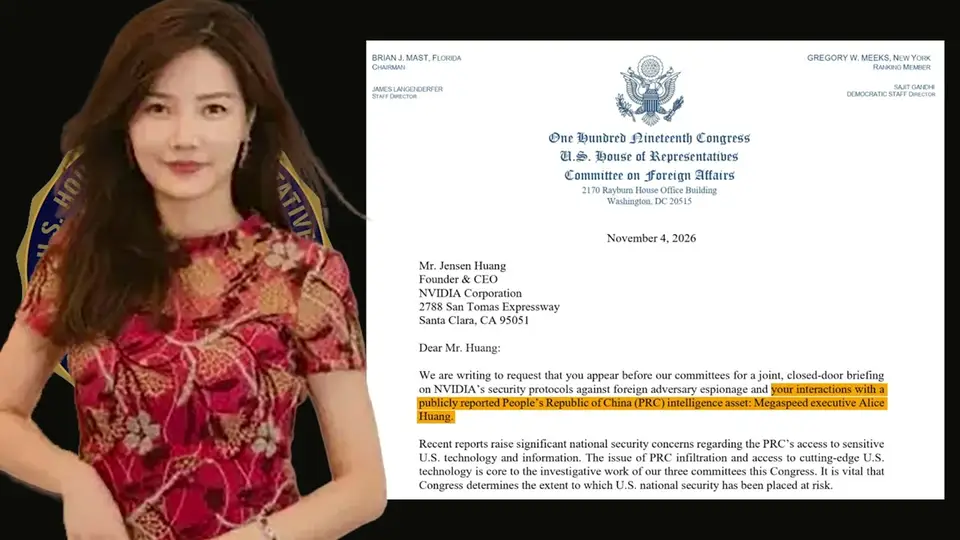 U.S. HOU
TATIVE
BRIAN J. MAST, FLORIDA
CHAIRMAN
JAMES LANGENDERFER
STAFF DIRECTOR
GREGORY W. MEEKS, NEW YORK
RANKING MEMBER
SAJIT GANDHI
DEMOCRATIC STAFF DIRECTOR
One Hundred Nineteenth Congress
U.S. House of Representatives
Committee on Foreign Affairs
2170 Rayburn House Office Building
Washington, DC 20515
November 4, 2026
Mr. Jensen Huang
Founder & CEO
NVIDIA Corporation
2788 San Tomas Expressway
Santa Clara, CA 95051
Dear Mr. Huang:
We are writing to request that you appear before our committees for a joint, closed-door briefing
on NVIDIA's security protocols against foreign adversary espionage and your interactions with a
publicly reported People's Republic of China (PRC) intelligence asset: Megaspeed executive Alice
Huang.
Recent reports raise significant national security concerns regarding the PRC's access to sensitive
U.S. technology and information. The issue of PRC infiltration and access to cutting-edge U.S.
technology is core to the investigative work of our three committees this Congress. It is vital that
Congress determines the extent to which U.S. national security has been placed at risk.